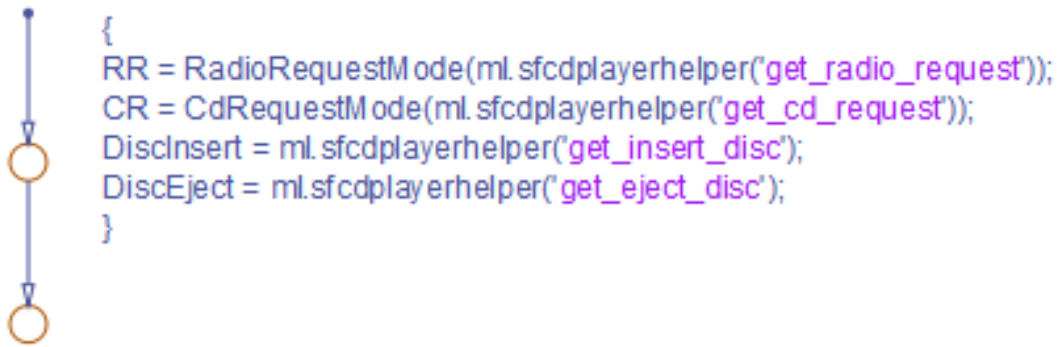 {
RR = RadioRequestMode(ml.sfcdplayerhelper('get_radio_request'));
CR = CdRequestMode(ml.sfcdplayerhelper('get_cd_request'));
DiscInsert = ml.sfcdplayerhelper('get_insert_disc');
DiscEject = ml.sfcdplayerhelper('get_eject_disc');
}